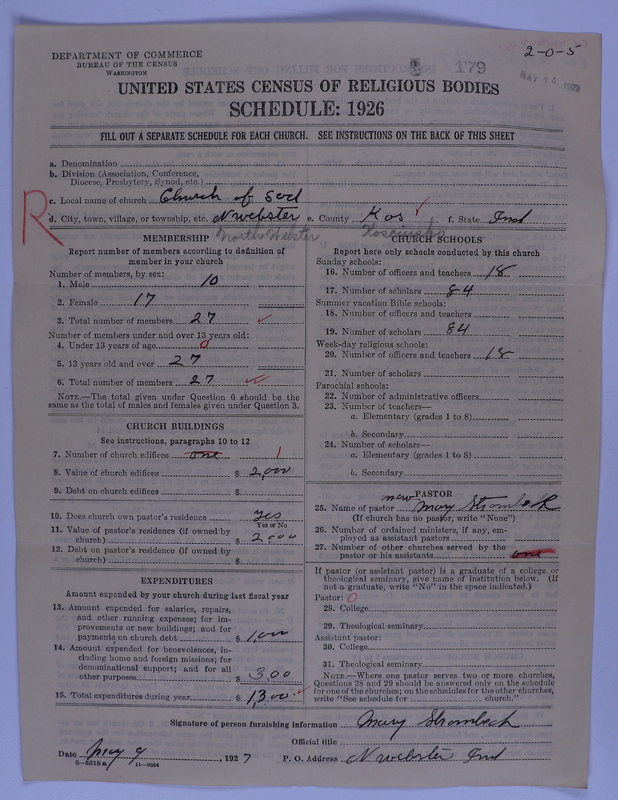 DEPARTMENT OF COMMERCE
BUREAU OF THE CENSUS
WASHINGTON
2-0-5
179
MAY 14 1927
UNITED STATES CENSUS OF RELIGIOUS BODIES
SCHEDULE: 1926
FILL OUT A SEPARATE SCHEDULE FOR EACH CHURCH. SEE INSTRUCTIONS ON THE BACK OF THIS SHEET
a. Denomination
b. Division (Association, Conference,
Diocese, Presbytery, Synod, etc.)
R
c. Local name of church Church of God
d. City, town, village, or township, etc. N webster e. County Kos f. State Ind
North Webster Kosciusko
MEMBERSHIP
Report number of members according to definition of
member in your church
Number of members, by sex:
1. Male 10
2. Female 17
3. Total number of members 27
Number of members under and over 13 years old:
4. Under 13 years of age 0
5. 13 years old and over 27
6. Total number of members 27
NOTE.—The total given under Question 6 should be
same as the total of males and females given under Question 3.
CHURCH BUILDINGS
See instructions, paragraphs 10 to 12
7. Number of church edifices one 1
8. Value of church edifices $ 2,000
9. Debt on church edifices $
10. Does church own pastor's residence yes
Yes or No
11. Value of pastor's residence (if owned by
church) $ 2000
12. Debt on pastor's residence (if owned by
church) $
EXPENDITURES
Amount expended by your church during last fiscal year
13. Amount expended for salaries, repairs,
and other running expenses; for im-
provements or new buildings; and for
payments on church debt $ 1,000
14. Amount expended for benevolences, in-
cluding home and foreign missions; for
denominational support; and for all
other purposes $ 300
15. Total expenditures during year $ 1300
CHURCH SCHOOLS
Report here only schools conducted by this church
Sunday schools:
16. Number of officers and teachers 18
17. Number of scholars 84
Summer vacation Bible schools:
18. Number of officers and teachers
19. Number of scholars 84
Week-day religious schools:
20. Number of officers and teachers 18
21. Number of scholars
Parochial schools:
22. Number of administrative officers
23. Number of teachers—
a. Elementary (grades 1 to 8)
b. Secondary
24. Number of scholars—
a. Elementary (grades 1 to 8)
b. Secondary
PASTOR
25. Name of pastor Mary Strombeck
(If church has no pastor, write "None")
26. Number of ordained ministers, if any, em-
ployed as assistant pastors
27. Number of other churches served by the
pastor or his assistants one
If pastor (or assistant pastor) is a graduate of a college or
theological seminary, give name of institution below. (If
not a graduate, write "No" in the space indicated.)
Pastor: 0
28. College
29. Theological seminary
Assistant pastor:
30. College
31. Theological seminary
NOTE.—Where one pastor serves two or more churches,
Questions 28 and 29 should be answered only on the schedule
for one of the churches; on the schedules for the other churches,
write "See schedule for church."
Signature of person furnishing information Mary Strombeck
Official title
Date May 9, 1927 P. O. Address N webster Ind
8-5518a 11-9054